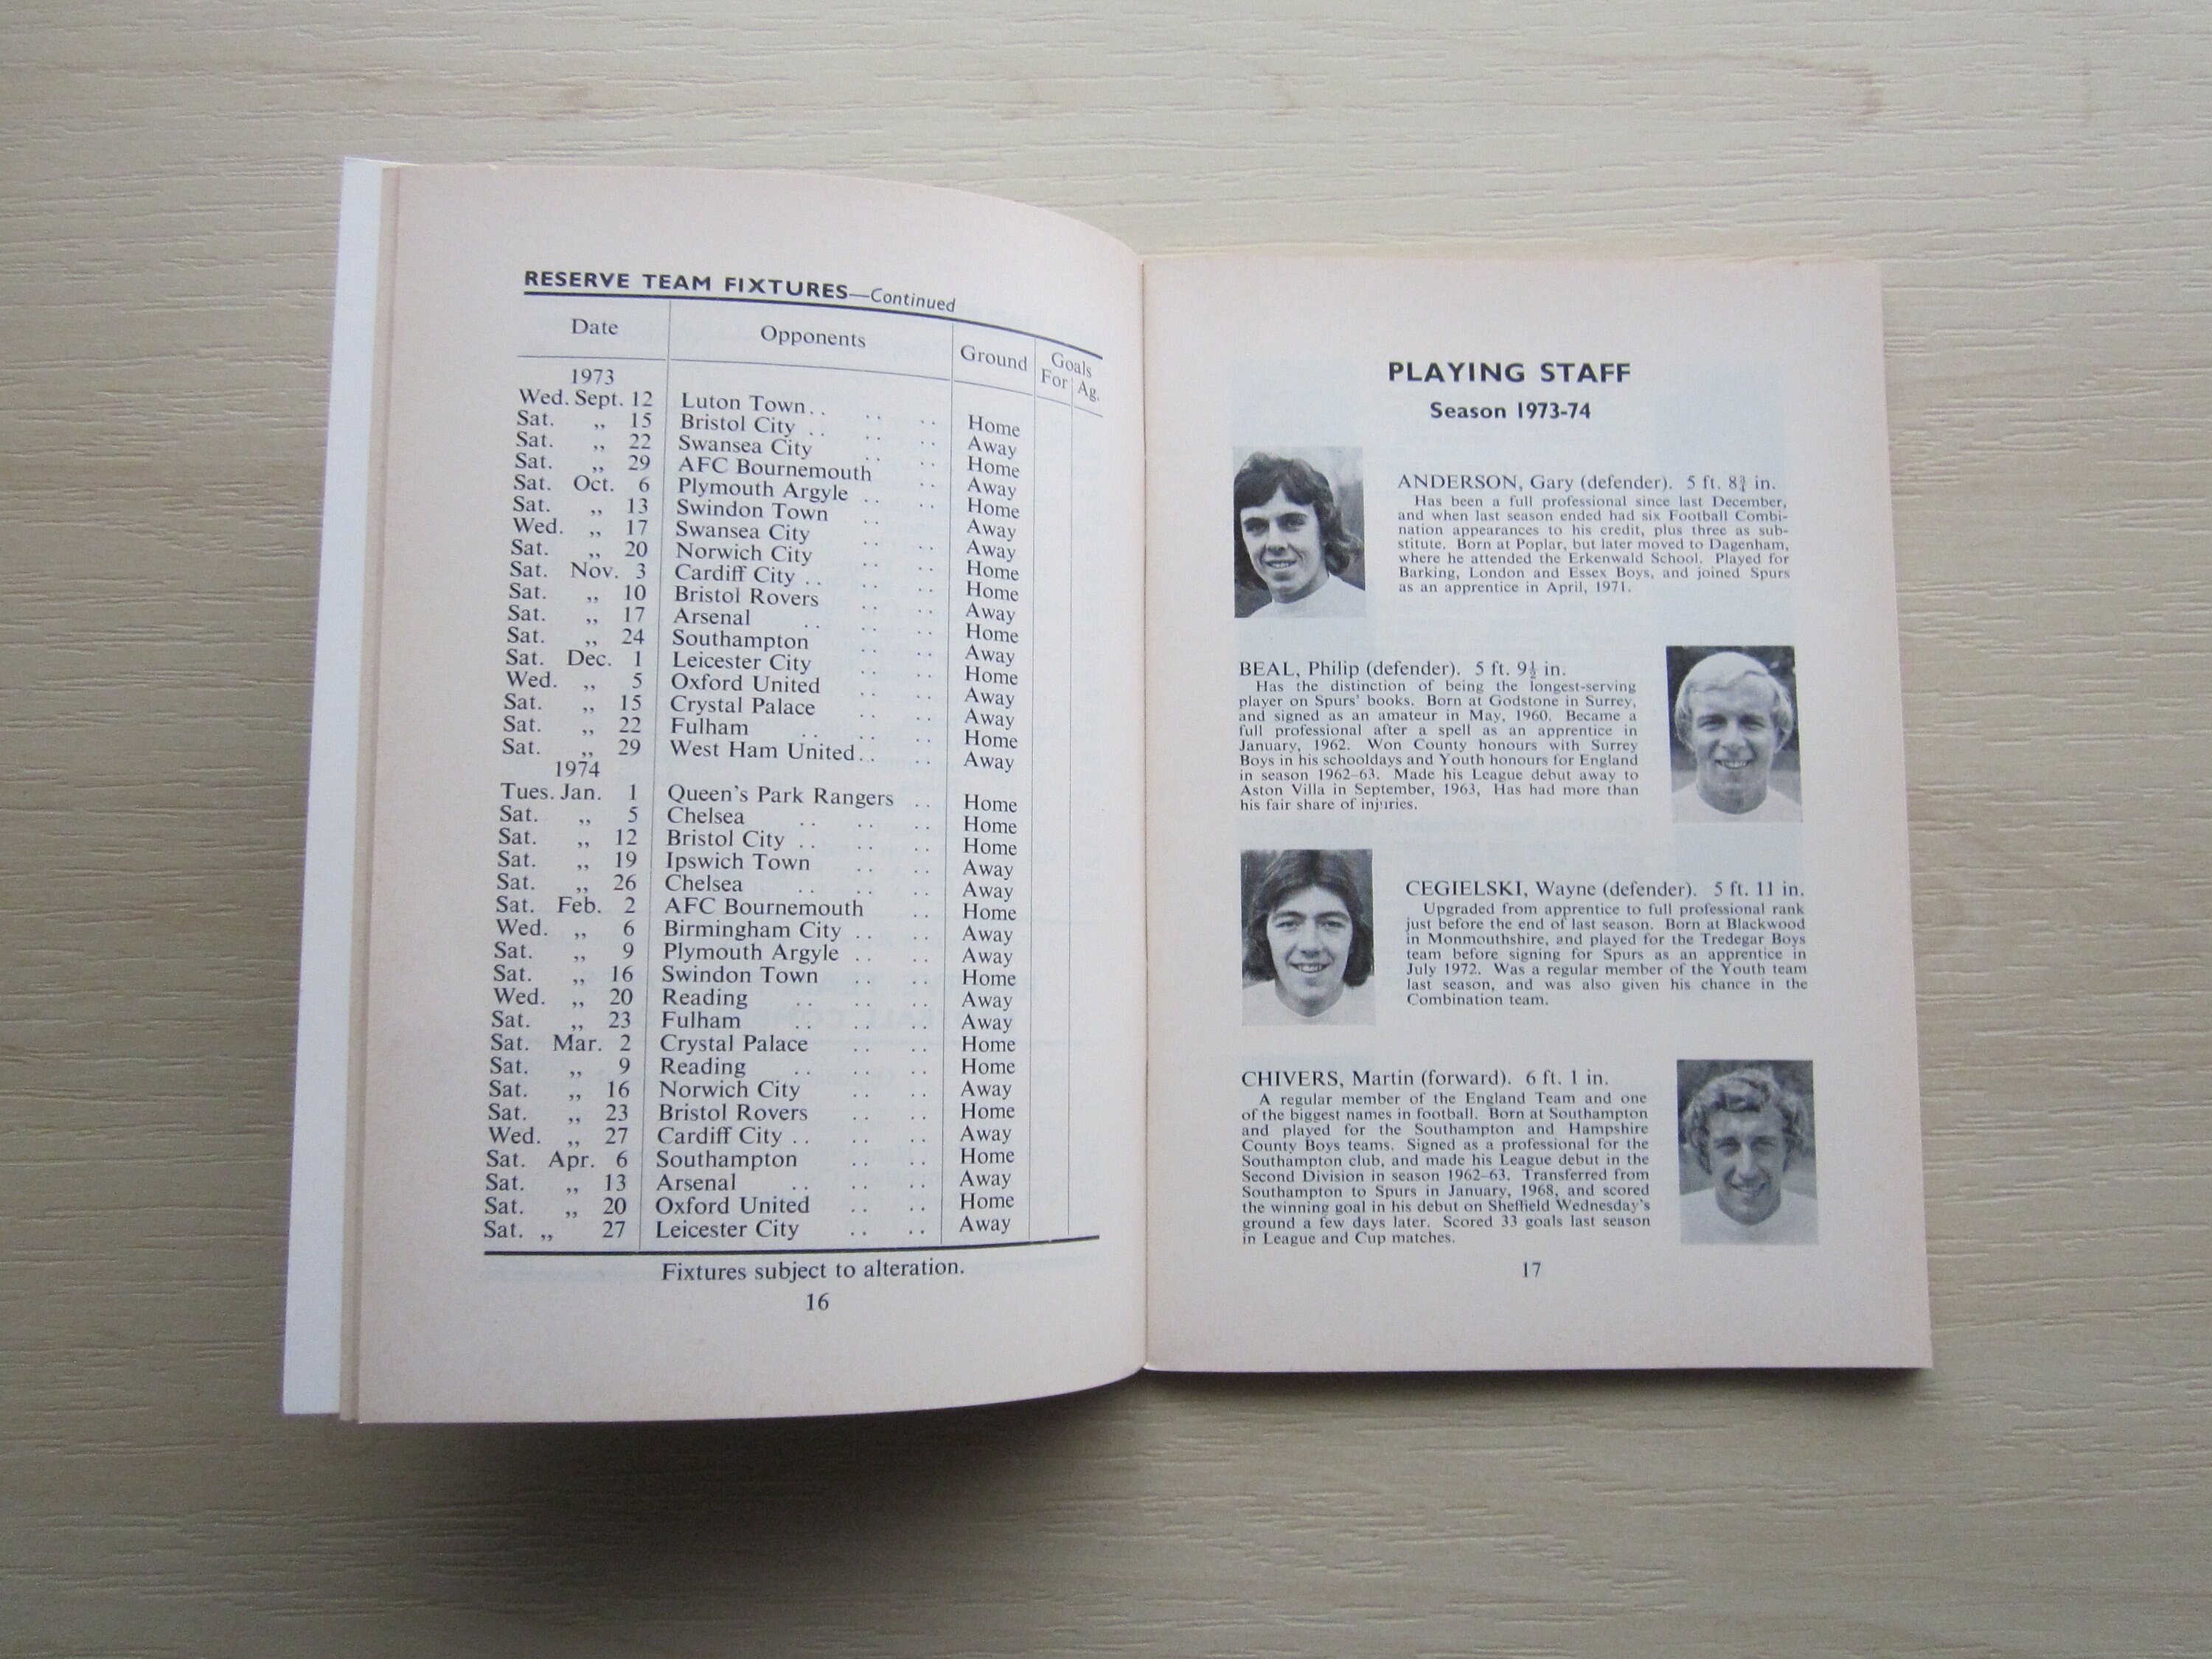 RESERVE TEAM FIXTURES—Continued
Date Opponents Ground Goals
For Ag.
1973
Wed. Sept. 12 Luton Town .. .. .. Home
Sat. ,, 15 Bristol City .. .. .. Away
Sat. ,, 22 Swansea City .. .. Home
Sat. ,, 29 AFC Bournemouth .. Away
Sat. Oct. 6 Plymouth Argyle .. .. Home
Sat. ,, 13 Swindon Town .. .. Away
Wed. ,, 17 Swansea City .. .. Away
Sat. ,, 20 Norwich City .. .. Home
Sat. Nov. 3 Cardiff City .. .. .. Home
Sat. ,, 10 Bristol Rovers .. .. Away
Sat. ,, 17 Arsenal .. .. .. Home
Sat. ,, 24 Southampton .. .. Away
Sat. Dec. 1 Leicester City .. .. Home
Wed. ,, 5 Oxford United .. .. Away
Sat. ,, 15 Crystal Palace .. .. Away
Sat. ,, 22 Fulham .. .. .. Home
Sat. ,, 29 West Ham United .. .. Away
1974
Tues. Jan. 1 Queen's Park Rangers .. Home
Sat. ,, 5 Chelsea .. .. .. Home
Sat. ,, 12 Bristol City .. .. .. Home
Sat. ,, 19 Ipswich Town .. .. Away
Sat. ,, 26 Chelsea .. .. .. Away
Sat. Feb. 2 AFC Bournemouth .. Home
Wed. ,, 6 Birmingham City .. .. Away
Sat. ,, 9 Plymouth Argyle .. .. Away
Sat. ,, 16 Swindon Town .. .. Home
Wed. ,, 20 Reading .. .. .. Away
Sat. ,, 23 Fulham .. .. .. Away
Sat. Mar. 2 Crystal Palace .. .. Home
Sat. ,, 9 Reading .. .. .. Home
Sat. ,, 16 Norwich City .. .. Away
Sat. ,, 23 Bristol Rovers .. .. Home
Wed. ,, 27 Cardiff City .. .. .. Away
Sat. Apr. 6 Southampton .. .. Home
Sat. ,, 13 Arsenal .. .. .. Away
Sat. ,, 20 Oxford United .. .. Home
Sat. ,, 27 Leicester City .. .. Away
Fixtures subject to alteration.
16
PLAYING STAFF
Season 1973-74
ANDERSON, Gary (defender). 5 ft. 8¾ in.
Has been a full professional since last December,
and when last season ended had six Football Combi-
nation appearances to his credit, plus three as sub-
stitute. Born at Poplar, but later moved to Dagenham,
where he attended the Erkenwald School. Played for
Barking, London and Essex Boys, and joined Spurs
as an apprentice in April, 1971.
BEAL, Philip (defender). 5 ft. 9½ in.
Has the distinction of being the longest-serving
player on Spurs' books. Born at Godstone in Surrey,
and signed as an amateur in May, 1960. Became a
full professional after a spell as an apprentice in
January, 1962. Won County honours with Surrey
Boys in his schooldays and Youth honours for England
in season 1962-63. Made his League debut away to
Aston Villa in September, 1963, Has had more than
his fair share of injuries.
CEGIELSKI, Wayne (defender). 5 ft. 11 in.
Upgraded from apprentice to full professional rank
just before the end of last season. Born at Blackwood
in Monmouthshire, and played for the Tredegar Boys
team before signing for Spurs as an apprentice in
July 1972. Was a regular member of the Youth team
last season, and was also given his chance in the
Combination team.
CHIVERS, Martin (forward). 6 ft. 1 in.
A regular member of the England Team and one
of the biggest names in football. Born at Southampton
and played for the Southampton and Hampshire
County Boys teams. Signed as a professional for the
Southampton club, and made his League debut in the
Second Division in season 1962-63. Transferred from
Southampton to Spurs in January, 1968, and scored
the winning goal in his debut on Sheffield Wednesday's
ground a few days later. Scored 33 goals last season
in League and Cup matches.
17